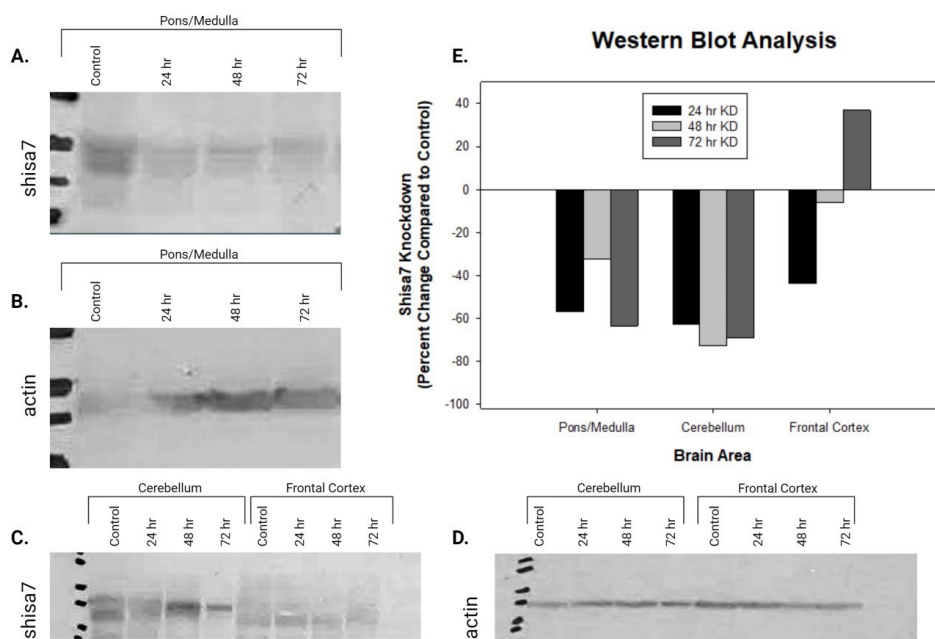 Pons/Medulla
A.
Control
24 hr
48 hr
72 hr
shisa7
Pons/Medulla
B.
Control
24 hr
48 hr
72 hr
actin
Cerebellum
Frontal Cortex
C.
Control
24 hr
48 hr
72 hr
Control
24 hr
48 hr
72 hr
shisa7
Cerebellum
Frontal Cortex
D.
Control
24 hr
48 hr
72 hr
Control
24 hr
48 hr
72 hr
actin
E.
Western Blot Analysis
24 hr KD
48 hr KD
72 hr KD
Shisa7 Knockdown
(Percent Change Compared to Control)
40
20
0
-20
-40
-60
-80
-100
Pons/Medulla
Cerebellum
Frontal Cortex
Brain Area